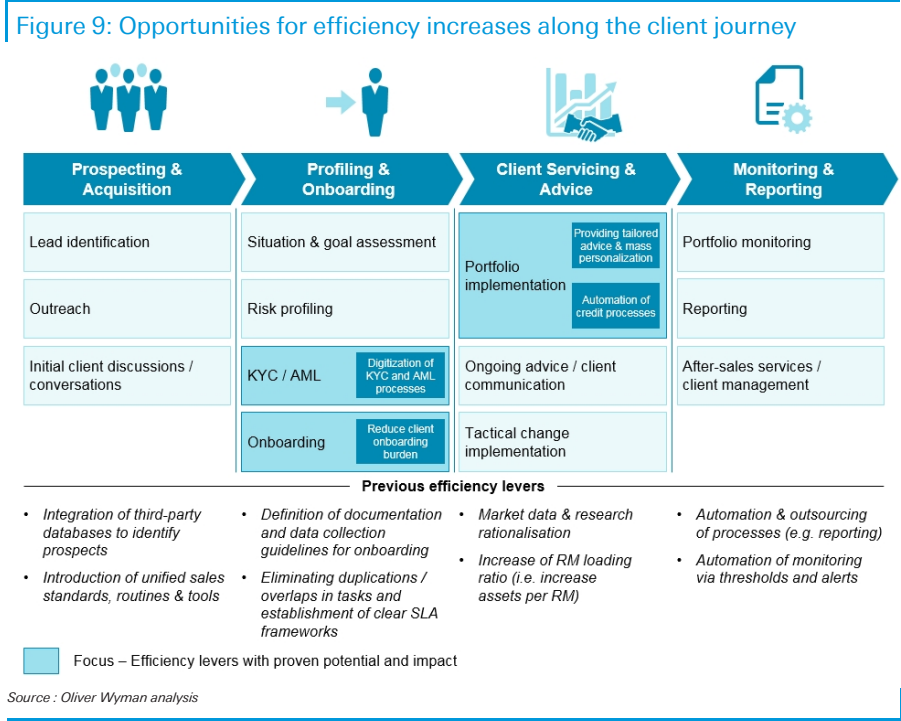 Figure 9: Opportunities for efficiency increases along the client journey
Prospecting &
Acquisition
Profiling &
Onboarding
Client Servicing &
Advice
Monitoring &
Reporting
Lead identification
Outreach
Initial client discussions /
conversations
Situation & goal assessment
Risk profiling
KYC / AML
Digitization of
KYC and AML
processes
Onboarding
Reduce client
onboarding
burden
Portfolio
implementation
Providing tailored
advice & mass
personalization
Automation of
credit processes
Ongoing advice / client
communication
Tactical change
implementation
Portfolio monitoring
Reporting
After-sales services /
client management
Previous efficiency levers
• Integration of third-party
databases to identify
prospects
• Introduction of unified sales
standards, routines & tools
• Definition of documentation
and data collection
guidelines for onboarding
• Eliminating duplications /
overlaps in tasks and
establishment of clear SLA
frameworks
• Market data & research
rationalisation
• Increase of RM loading
ratio (i.e. increase
assets per RM)
• Automation & outsourcing
of processes (e.g. reporting)
• Automation of monitoring
via thresholds and alerts
Focus – Efficiency levers with proven potential and impact
Source : Oliver Wyman analysis